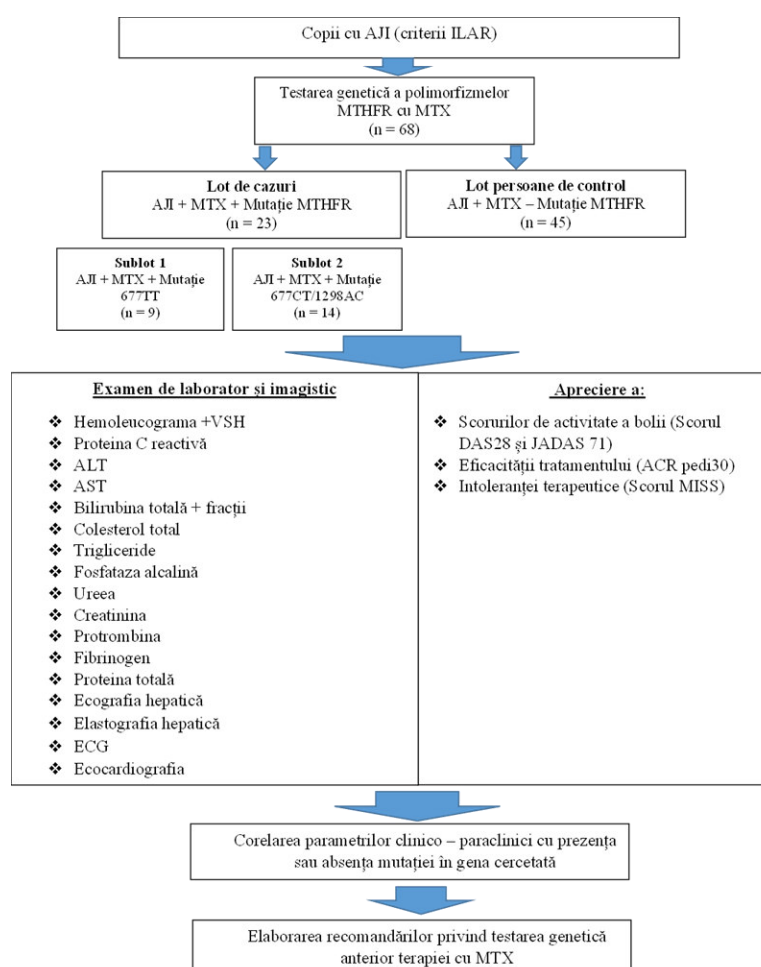 Copii cu AJI (criterii ILAR)
Testarea genetică a polimorfizmelor
MTHFR cu MTX
(n = 68)
Lot de cazuri
AJI + MTX + Mutație MTHFR
(n = 23)
Lot persoane de control
AJI + MTX – Mutație MTHFR
(n = 45)
Sublot 1
AJI + MTX + Mutație
677TT
(n = 9)
Sublot 2
AJI + MTX + Mutație
677CT/1298AC
(n = 14)
Examen de laborator și imagistic
❖ Hemoleucograma +VSH
❖ Proteina C reactivă
❖ ALT
❖ AST
❖ Bilirubina totală + fracții
❖ Colesterol total
❖ Trigliceride
❖ Fosfataza alcalină
❖ Ureea
❖ Creatinina
❖ Protrombina
❖ Fibrinogen
❖ Proteina totală
❖ Ecografia hepatică
❖ Elastografia hepatică
❖ ECG
❖ Ecocardiografia
Apreciere a:
❖ Scorurilor de activitate a bolii (Scorul
DAS28 și JADAS 71)
❖ Eficacității tratamentului (ACR pedi30)
❖ Intoleranței terapeutice (Scorul MISS)
Corelarea parametrilor clinico – paraclinici cu prezența
sau absența mutației în gena cercetată
Elaborarea recomandărilor privind testarea genetică
anterior terapiei cu MTX